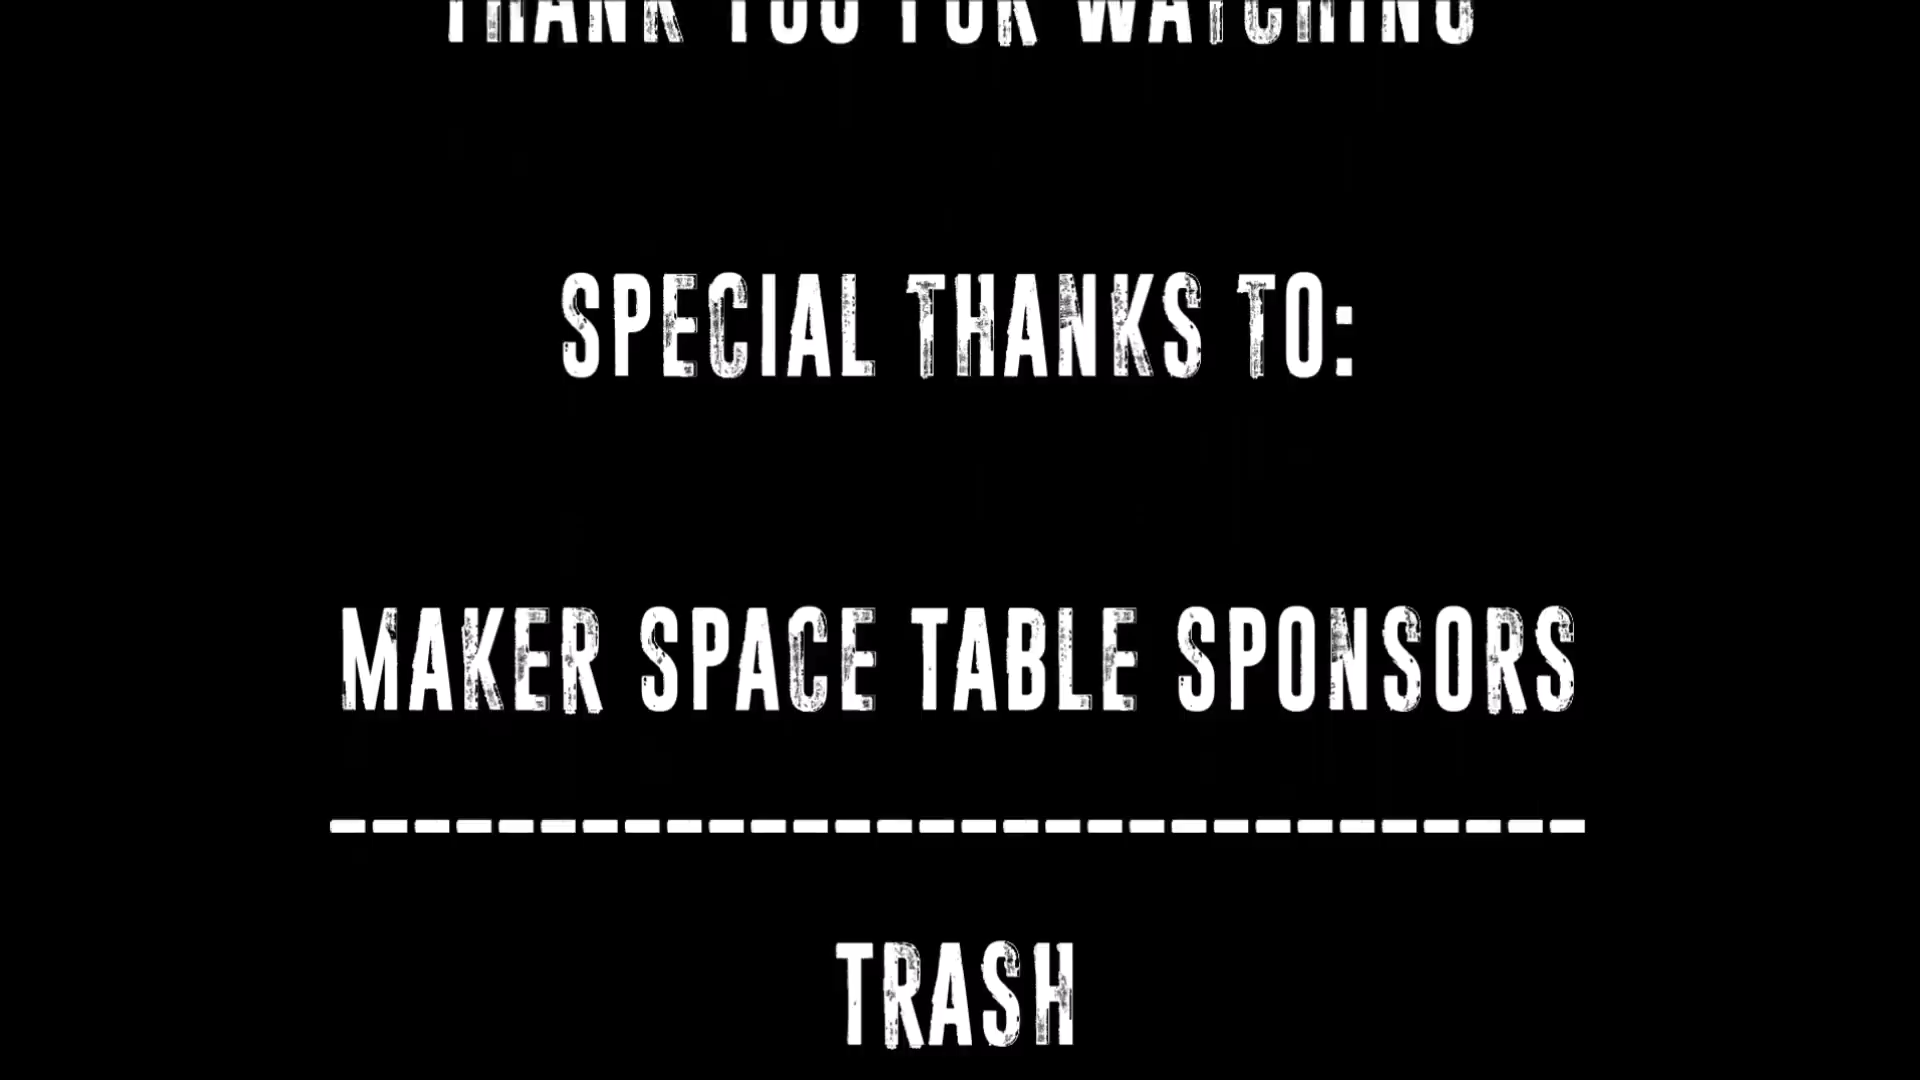 THANK YOU FOR WATCHING
SPECIAL THANKS TO:
MAKER SPACE TABLE SPONSORS
------------------------------
TRASH